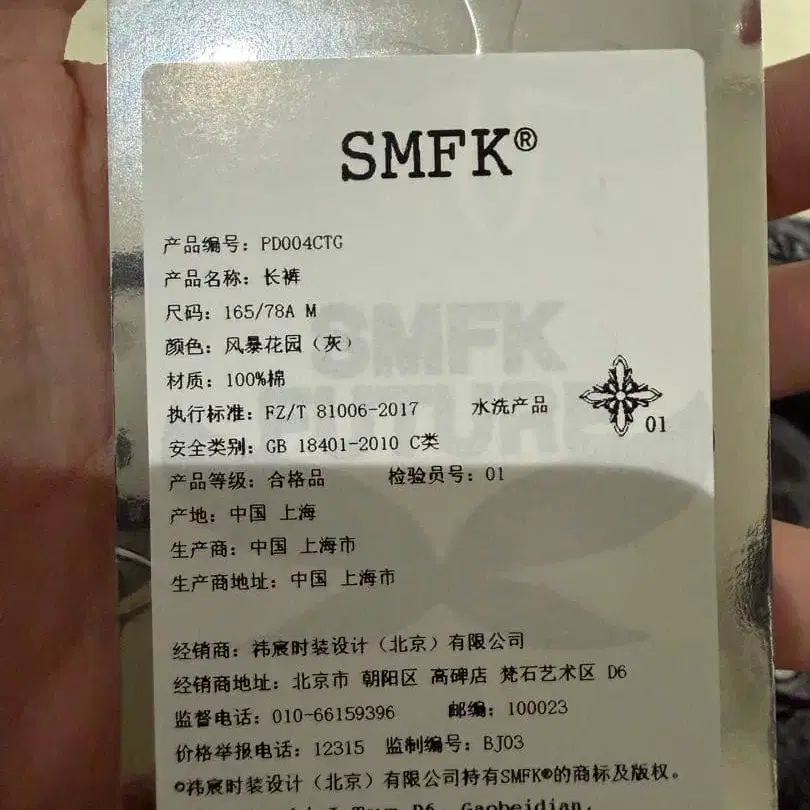 SMFK®
产品编号：PD004CTG
产品名称：长裤
尺码：165/78A M
颜色：风暴花园（灰）
材质：100%棉
执行标准：FZ/T 81006-2017 水洗产品
01
安全类别：GB 18401-2010 C类
产品等级：合格品 检验员号：01
产地：中国 上海
生产商：中国 上海市
生产商地址：中国 上海市
经销商：祎宸时装设计（北京）有限公司
经销商地址：北京市 朝阳区 高碑店 梵石艺术区 D6
监督电话：010-66159396 邮编：100023
价格举报电话：12315 监制编号：BJ03
©祎宸时装设计（北京）有限公司持有SMFK®的商标及版权。
D6, Gaobeidian,
SMFK
FUTURE